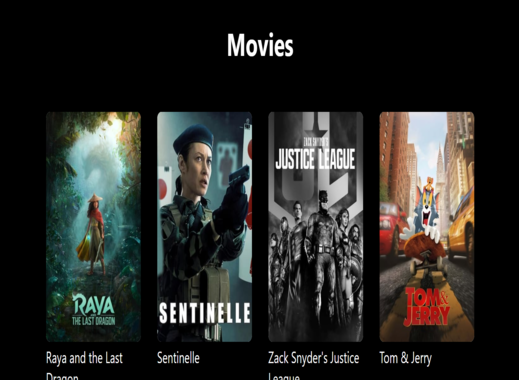 Movies
RAYA
AND
THE LAST DRAGON
SENTINELLE
ZACK SNYDER'S
JUSTICE LEAGUE
TOM &
JERRY
Raya and the Last
Dragon
Sentinelle
Zack Snyder's Justice
League
Tom & Jerry